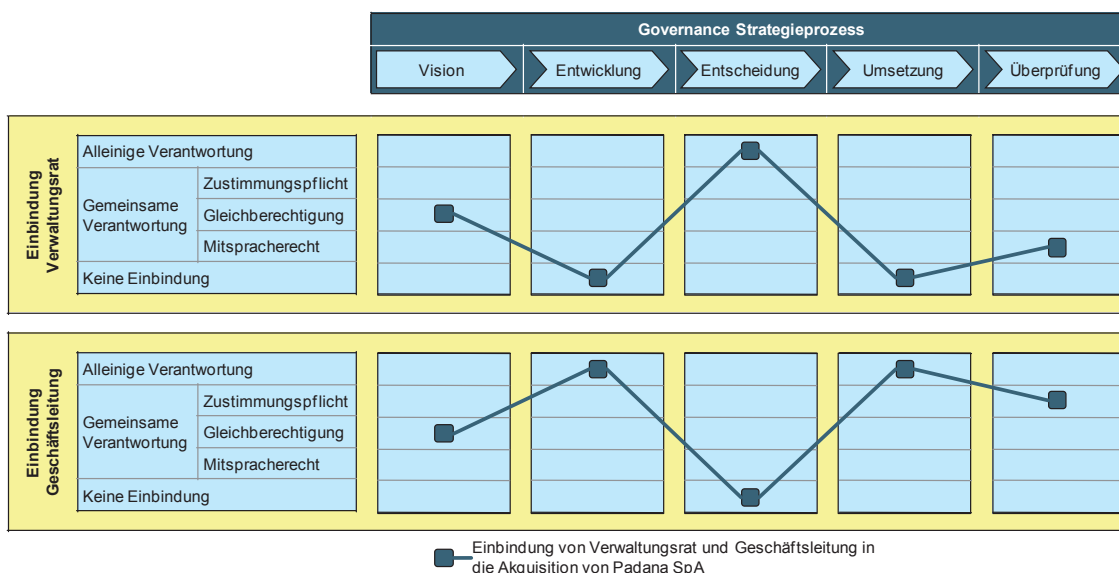 Governance Strategieprozess
Vision
Entwicklung
Entscheidung
Umsetzung
Überprüfung
Einbindung
Verwaltungsrat
Alleinige Verantwortung
Gemeinsame
Verantwortung
Zustimmungspflicht
Gleichberechtigung
Mitspracherecht
Keine Einbindung
Einbindung
Geschäftsleitung
Alleinige Verantwortung
Gemeinsame
Verantwortung
Zustimmungspflicht
Gleichberechtigung
Mitspracherecht
Keine Einbindung
Einbindung von Verwaltungsrat und Geschäftsleitung in
die Akquisition von Padana SpA